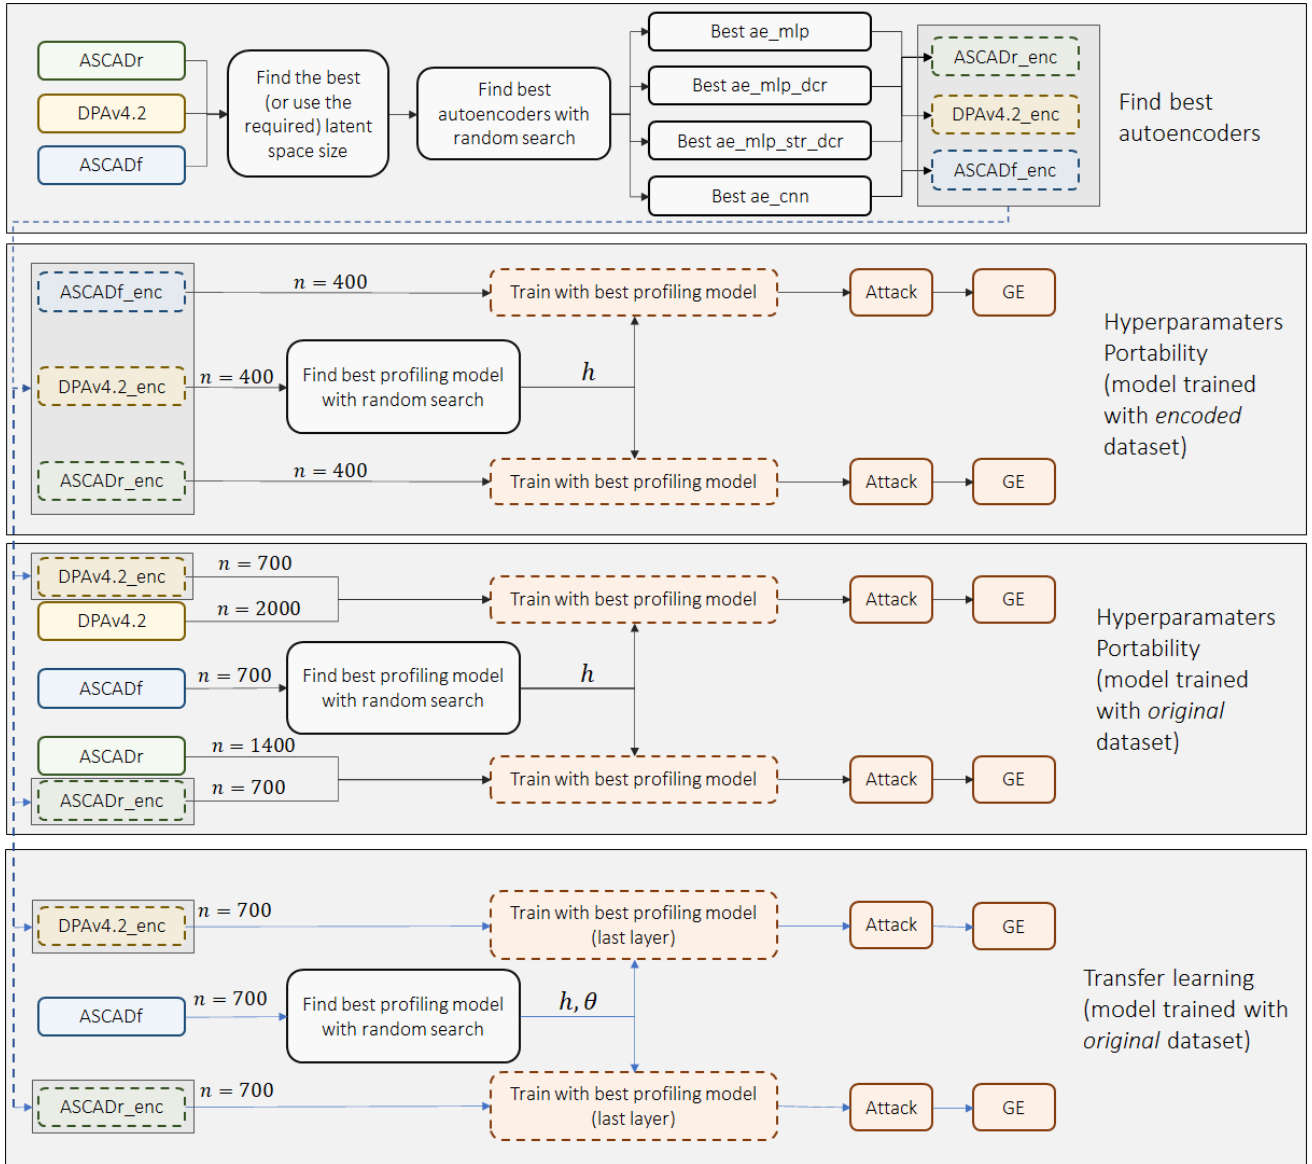 ASCADr
DPAv4.2
ASCADf
Find the best
(or use the
required) latent
space size
Find best
autoencoders with
random search
Best ae_mlp
Best ae_mlp_dcr
Best ae_mlp_str_dcr
Best ae_cnn
ASCADr_enc
DPAv4.2_enc
ASCADf_enc
Find best
autoencoders
ASCADf_enc
n = 400
Train with best profiling model
Attack
GE
DPAv4.2_enc
n = 400
Find best profiling model
with random search
h
ASCADr_enc
n = 400
Train with best profiling model
Attack
GE
Hyperparamaters
Portability
(model trained
with encoded
dataset)
DPAv4.2_enc
n = 700
DPAv4.2
n = 2000
Train with best profiling model
Attack
GE
ASCADf
n = 700
Find best profiling model
with random search
h
ASCADr
n = 1400
ASCADr_enc
n = 700
Train with best profiling model
Attack
GE
Hyperparamaters
Portability
(model trained
with original
dataset)
DPAv4.2_enc
n = 700
Train with best profiling model
(last layer)
Attack
GE
ASCADf
n = 700
Find best profiling model
with random search
h, θ
ASCADr_enc
n = 700
Train with best profiling model
(last layer)
Attack
GE
Transfer learning
(model trained with
original dataset)